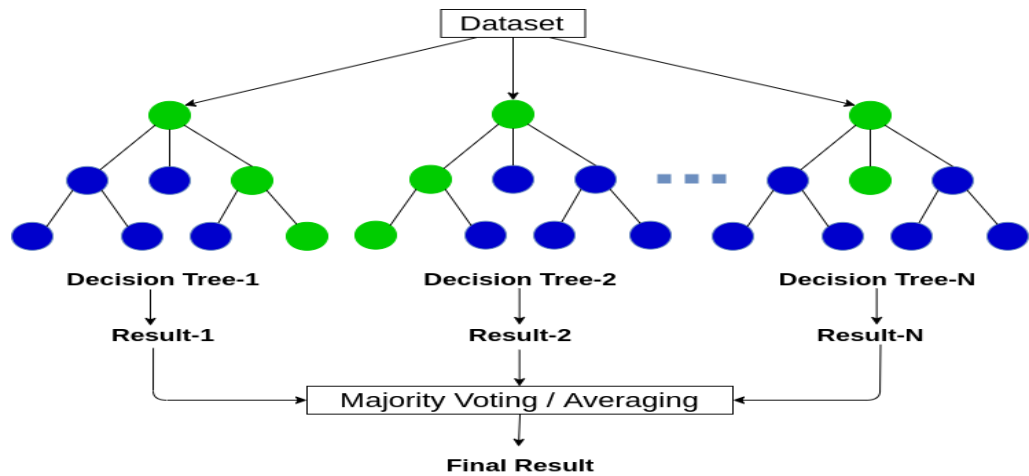 Dataset
Decision Tree-1
Decision Tree-2
Decision Tree-N
Result-1
Result-2
Result-N
Majority Voting / Averaging
Final Result